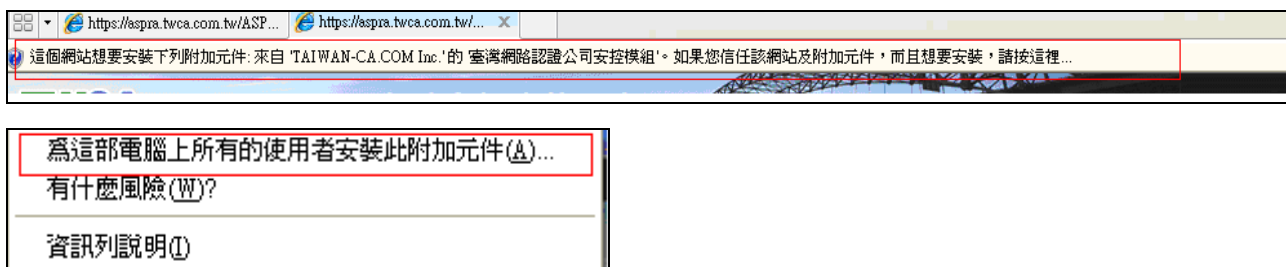 https://aspra.twca.com.tw/ASP... https://aspra.twca.com.tw/...
這個網站想要安裝下列附加元件: 來自 'TAIWAN-CA.COM Inc.'的 '臺灣網路認證公司安控模組'。如果您信任該網站及附加元件，而且想要安裝，請按這裡...
為這部電腦上所有的使用者安裝此附加元件(A)...
有什麼風險(W)?
資訊列說明(I)